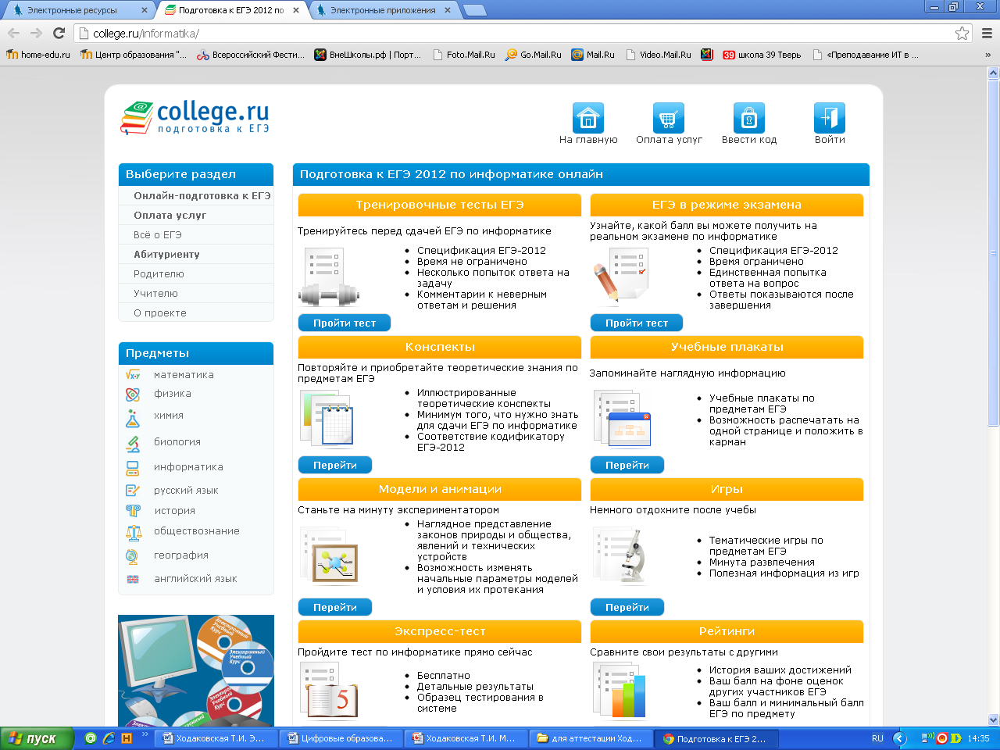 Электронные ресурсы
Подготовка к ЕГЭ 2012 по
Электронные приложения
college.ru/informatika/
home-edu.ru
Центр образования "...
Всероссийский Фести...
ВнеШколы.рф | Порт...
Foto.Mail.Ru
Go.Mail.Ru
Mail.Ru
Video.Mail.Ru
39 школа 39 Тверь
«Преподавание ИТ в ...
»
college.ru
подготовка к ЕГЭ
На главную
Оплата услуг
Ввести код
Войти
Выберите раздел
Онлайн-подготовка к ЕГЭ
Оплата услуг
Всё о ЕГЭ
Абитуриенту
Родителю
Учителю
О проекте
Предметы
математика
физика
химия
биология
информатика
русский язык
история
обществознание
география
английский язык
Электронный
Учебный
Курс
Электронный
Учебный
Курс
Подготовка к ЕГЭ 2012 по информатике онлайн
Тренировочные тесты ЕГЭ
Тренируйтесь перед сдачей ЕГЭ по информатике
Спецификация ЕГЭ-2012
Время не ограничено
Несколько попыток ответа на
задачу
Комментарии к неверным
ответам и решения
Пройти тест
ЕГЭ в режиме экзамена
Узнайте, какой балл вы можете получить на
реальном экзамене по информатике
Спецификация ЕГЭ-2012
Время ограничено
Единственная попытка
ответа на вопрос
Ответы показываются после
завершения
Пройти тест
Конспекты
Повторяйте и приобретайте теоретические знания по
предметам ЕГЭ
Иллюстрированные
теоретические конспекты
Минимум того, что нужно знать
для сдачи ЕГЭ по информатике
Соответствие кодификатору
ЕГЭ-2012
Перейти
Учебные плакаты
Запоминайте наглядную информацию
Учебные плакаты по
предметам ЕГЭ
Возможность распечатать на
одной странице и положить в
карман
Перейти
Модели и анимации
Станьте на минуту экспериментатором
Наглядное представление
законов природы и общества,
явлений и технических
устройств
Возможность изменять
начальные параметры моделей
и условия их протекания
Перейти
Игры
Немного отдохните после учебы
Тематические игры по
предметам ЕГЭ
Минута развлечения
Полезная информация из игр
Перейти
Экспресс-тест
Пройдите тест по информатике прямо сейчас
5
Бесплатно
Детальные результаты
Образец тестирования в
системе
Рейтинги
Сравните свои результаты с другими
История ваших достижений
Ваш балл на фоне оценок
других участников ЕГЭ
Ваш балл и минимальный балл
ЕГЭ по предмету
пуск
»
Ходаковская Т.И. Э...
Цифровые образова...
Ходаковская Т.И. М...
для аттестации Ход...
Подготовка к ЕГЭ 2...
RU
14:35